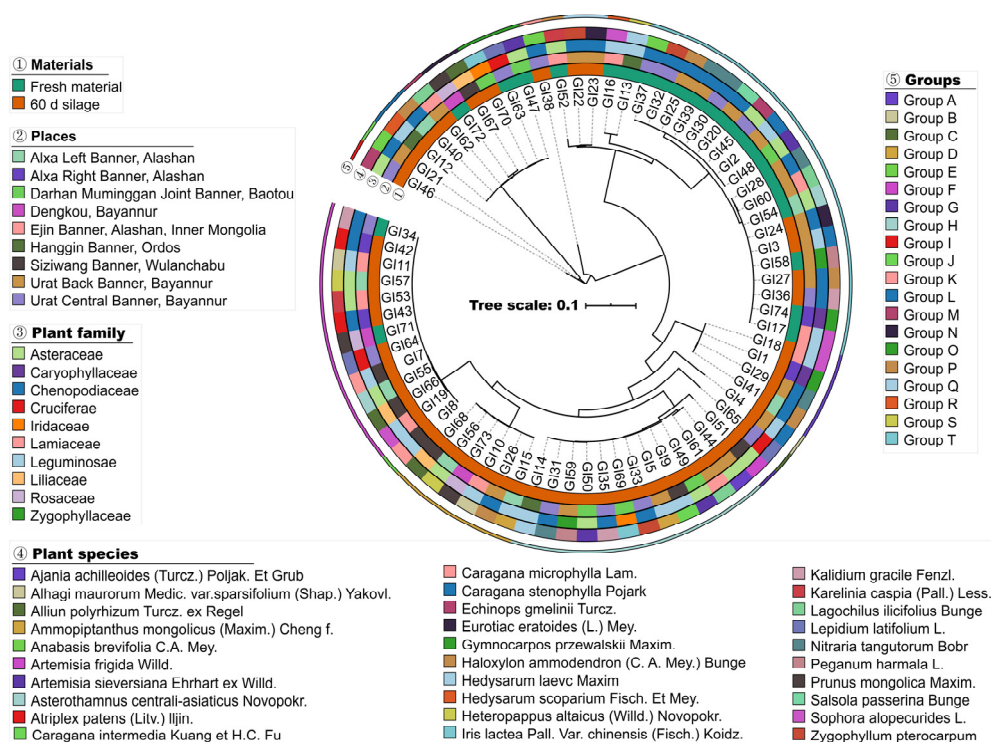 ① Materials
Fresh material
60 d silage
② Places
Alxa Left Banner, Alashan
Alxa Right Banner, Alashan
Darhan Muminggan Joint Banner, Baotou
Dengkou, Bayannur
Ejin Banner, Alashan, Inner Mongolia
Hanggin Banner, Ordos
Siziwang Banner, Wulanchabu
Urat Back Banner, Bayannur
Urat Central Banner, Bayannur
③ Plant family
Asteraceae
Caryophyllaceae
Chenopodiaceae
Cruciferae
Iridaceae
Lamiaceae
Leguminosae
Liliaceae
Rosaceae
Zygophyllaceae
5
4
3
2
1
GI46
GI21
GI12
GI40
GI62
GI72
GI67
GI70
GI63
GI47
GI38
GI52
GI22
GI23
GI16
GI13
GI37
GI32
GI25
GI39
GI30
GI20
GI45
GI2
GI48
GI28
GI60
GI54
GI24
GI3
GI58
GI27
GI36
GI74
GI17
GI18
GI1
GI29
GI41
GI4
GI65
GI51
GI44
GI61
GI49
GI9
GI5
GI33
GI69
GI35
GI50
GI59
GI31
GI14
GI15
GI26
GI10
GI73
GI56
GI68
GI8
GI19
GI66
GI55
GI7
GI64
GI71
GI43
GI53
GI57
GI11
GI42
GI34
Tree scale: 0.1
⑤ Groups
Group A
Group B
Group C
Group D
Group E
Group F
Group G
Group H
Group I
Group J
Group K
Group L
Group M
Group N
Group O
Group P
Group Q
Group R
Group S
Group T
④ Plant species
Ajania achilleoides (Turcz.) Poljak. Et Grub
Alhagi maurorum Medic. var.sparsifolium (Shap.) Yakovl.
Alliun polyrhizum Turcz. ex Regel
Ammopiptanthus mongolicus (Maxim.) Cheng f.
Anabasis brevifolia C.A. Mey.
Artemisia frigida Willd.
Artemisia sieversiana Ehrhart ex Willd.
Asterothamnus centrali-asiaticus Novopokr.
Atriplex patens (Litv.) Iljin.
Caragana intermedia Kuang et H.C. Fu
Caragana microphylla Lam.
Caragana stenophylla Pojark
Echinops gmelinii Turcz.
Eurotiac eratoides (L.) Mey.
Gymnocarpos przewalskii Maxim.
Haloxylon ammodendron (C. A. Mey.) Bunge
Hedysarum laevc Maxim
Hedysarum scoparium Fisch. Et Mey.
Heteropappus altaicus (Willd.) Novopokr.
Iris lactea Pall. Var. chinensis (Fisch.) Koidz.
Kalidium gracile Fenzl.
Karelinia caspia (Pall.) Less.
Lagochilus ilicifolius Bunge
Lepidium latifolium L.
Nitraria tangutorum Bobr
Peganum harmala L.
Prunus mongolica Maxim.
Salsola passerina Bunge
Sophora alopecurides L.
Zygophyllum pterocarpum